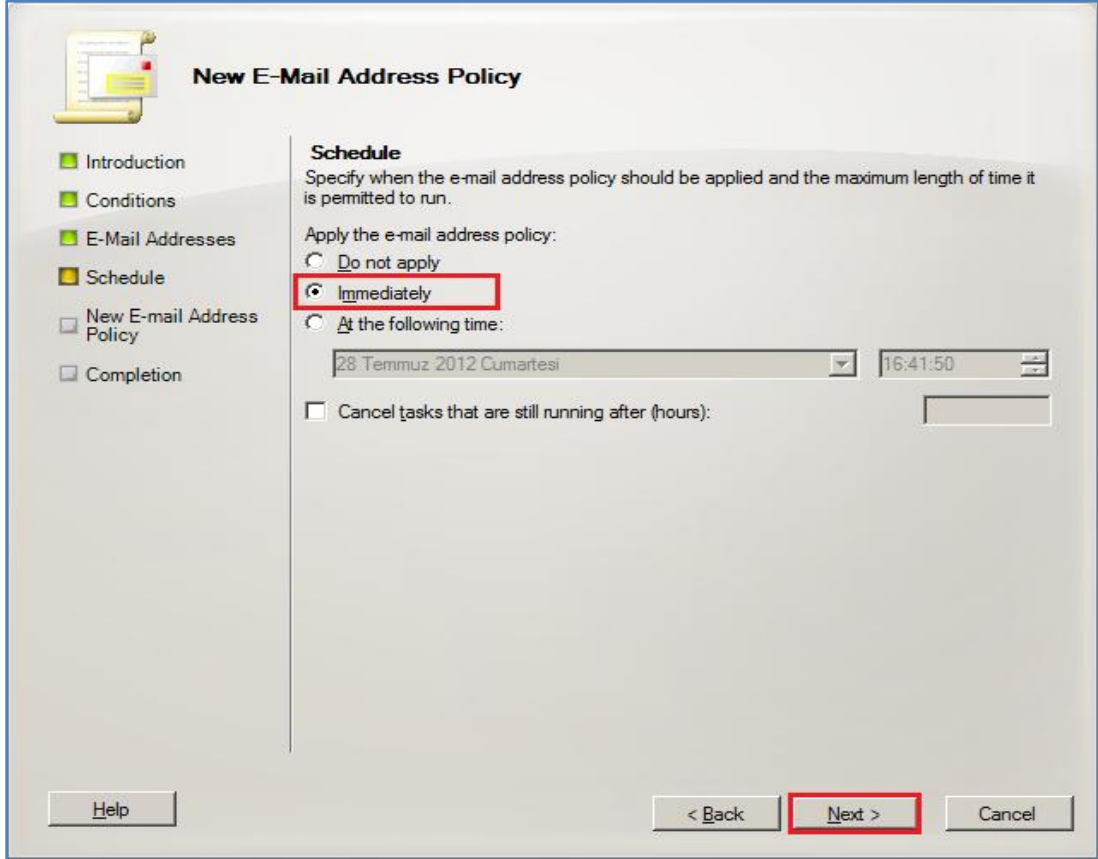 New E-Mail Address Policy
Introduction
Conditions
E-Mail Addresses
Schedule
New E-mail Address
Policy
Completion
Schedule
Specify when the e-mail address policy should be applied and the maximum length of time it
is permitted to run.
Apply the e-mail address policy:
Do not apply
Immediately
At the following time:
28 Temmuz 2012 Cumartesi
16:41:50
Cancel tasks that are still running after (hours):
Help
< Back
Next >
Cancel